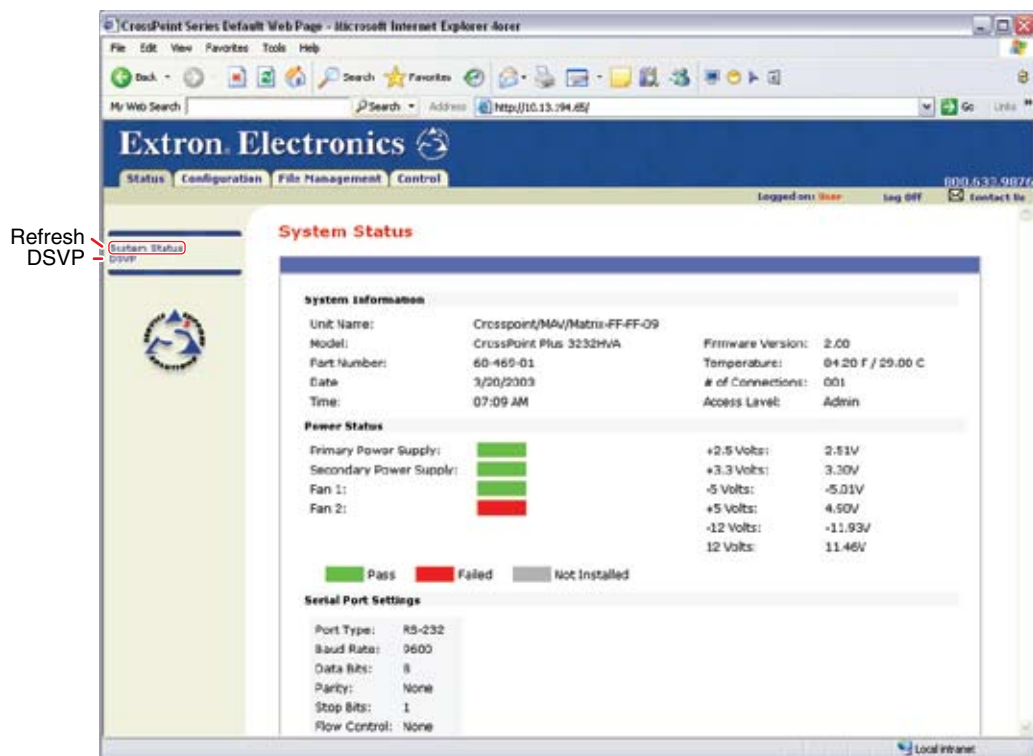 CrossPoint Series Default Web Page - Microsoft Internet Explorer
File Edit View Favorites Tools Help
Back Search Favorites
My Web Search Search Address http://10.13.194.65/ Go Links
Extron Electronics
Status Configuration File Management Control
800.633.9876
Logged on: User Log Off Contact Us
Refresh
DSVP
System Status
DSVP
System Status
System Information
Unit Name: Crosspoint/MAV/Matrix-FF-FF-09
Model: CrossPoint Plus 3232HVA Firmware Version: 2.00
Part Number: 60-469-01 Temperature: 84.20 F / 29.00 C
Date 3/20/2003 # of Connections: 001
Time: 07:09 AM Access Level: Admin
Power Status
Primary Power Supply: +2.5 Volts: 2.51V
Secondary Power Supply: +3.3 Volts: 3.30V
Fan 1: -5 Volts: -5.01V
Fan 2: +5 Volts: 4.90V
-12 Volts: -11.93V
12 Volts: 11.46V
Pass Failed Not Installed
Serial Port Settings
Port Type: RS-232
Baud Rate: 9600
Data Bits: 8
Parity: None
Stop Bits: 1
Flow Control: None
Local intranet